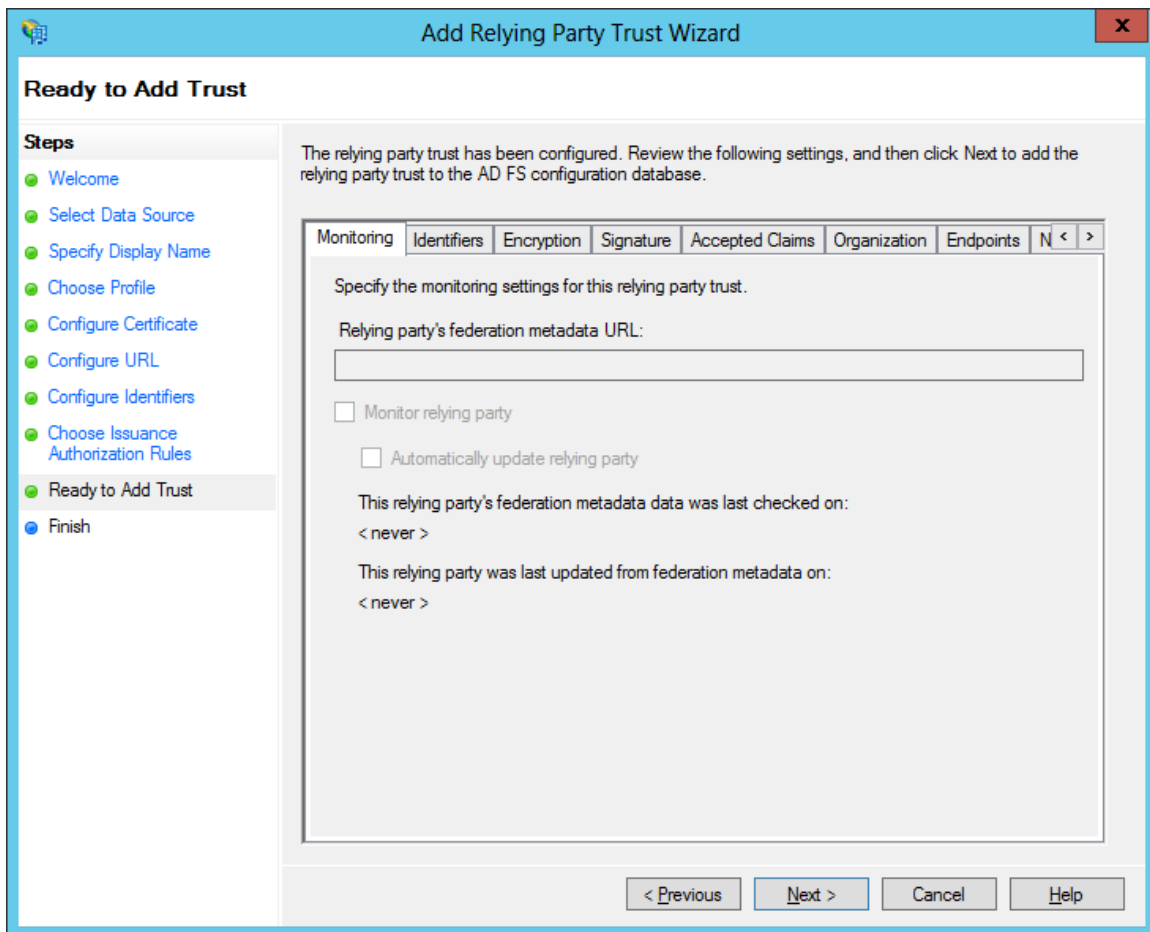 Add Relying Party Trust Wizard
x
Ready to Add Trust
Steps
Welcome
Select Data Source
Specify Display Name
Choose Profile
Configure Certificate
Configure URL
Configure Identifiers
Choose Issuance
Authorization Rules
Ready to Add Trust
Finish
The relying party trust has been configured. Review the following settings, and then click Next to add the
relying party trust to the AD FS configuration database.
Monitoring Identifiers Encryption Signature Accepted Claims Organization Endpoints N < >
Specify the monitoring settings for this relying party trust.
Relying party's federation metadata URL:
Monitor relying party
Automatically update relying party
This relying party's federation metadata data was last checked on:
< never >
This relying party was last updated from federation metadata on:
< never >
< Previous Next > Cancel Help